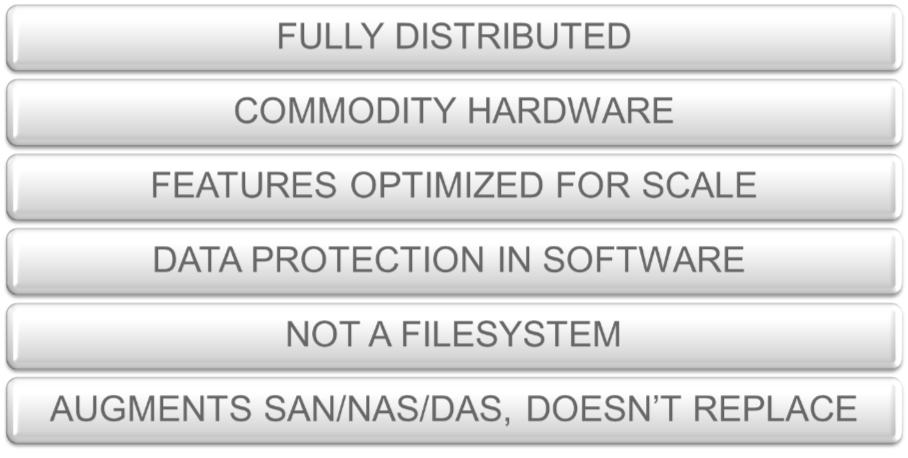 FULLY DISTRIBUTED
COMMODITY HARDWARE
FEATURES OPTIMIZED FOR SCALE
DATA PROTECTION IN SOFTWARE
NOT A FILESYSTEM
AUGMENTS SAN/NAS/DAS, DOESN’T REPLACE